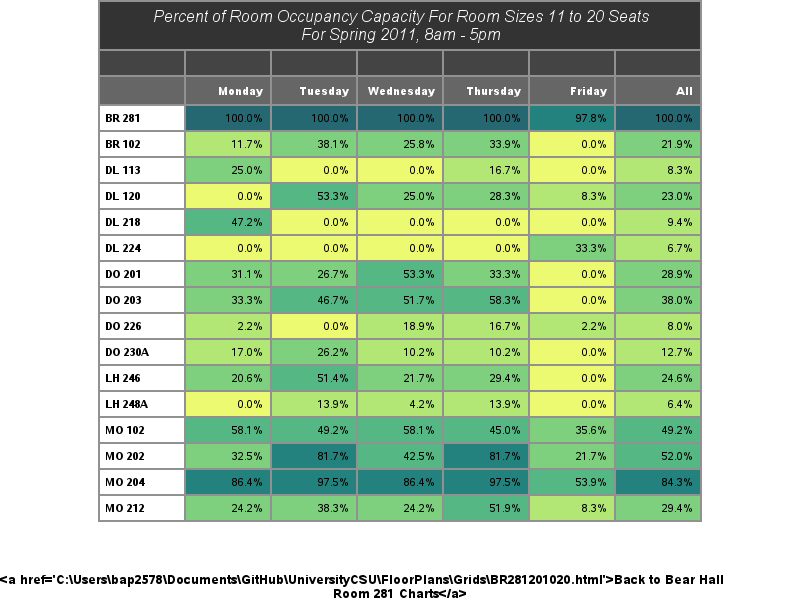 Percent of Room Occupancy Capacity For Room Sizes 11 to 20 Seats
For Spring 2011, 8am - 5pm
Monday Tuesday Wednesday Thursday Friday All
BR 281 100.0% 100.0% 100.0% 100.0% 97.8% 100.0%
BR 102 11.7% 38.1% 25.8% 33.9% 0.0% 21.9%
DL 113 25.0% 0.0% 0.0% 16.7% 0.0% 8.3%
DL 120 0.0% 53.3% 25.0% 28.3% 8.3% 23.0%
DL 218 47.2% 0.0% 0.0% 0.0% 0.0% 9.4%
DL 224 0.0% 0.0% 0.0% 0.0% 33.3% 6.7%
DO 201 31.1% 26.7% 53.3% 33.3% 0.0% 28.9%
DO 203 33.3% 46.7% 51.7% 58.3% 0.0% 38.0%
DO 226 2.2% 0.0% 18.9% 16.7% 2.2% 8.0%
DO 230A 17.0% 26.2% 10.2% 10.2% 0.0% 12.7%
LH 246 20.6% 51.4% 21.7% 29.4% 0.0% 24.6%
LH 248A 0.0% 13.9% 4.2% 13.9% 0.0% 6.4%
MO 102 58.1% 49.2% 58.1% 45.0% 35.6% 49.2%
MO 202 32.5% 81.7% 42.5% 81.7% 21.7% 52.0%
MO 204 86.4% 97.5% 86.4% 97.5% 53.9% 84.3%
MO 212 24.2% 38.3% 24.2% 51.9% 8.3% 29.4%
<a href='C:\Users\bap2578\Documents\GitHub\UniversityCSU\FloorPlans\Grids\BR281201020.html'>Back to Bear Hall
Room 281 Charts</a>